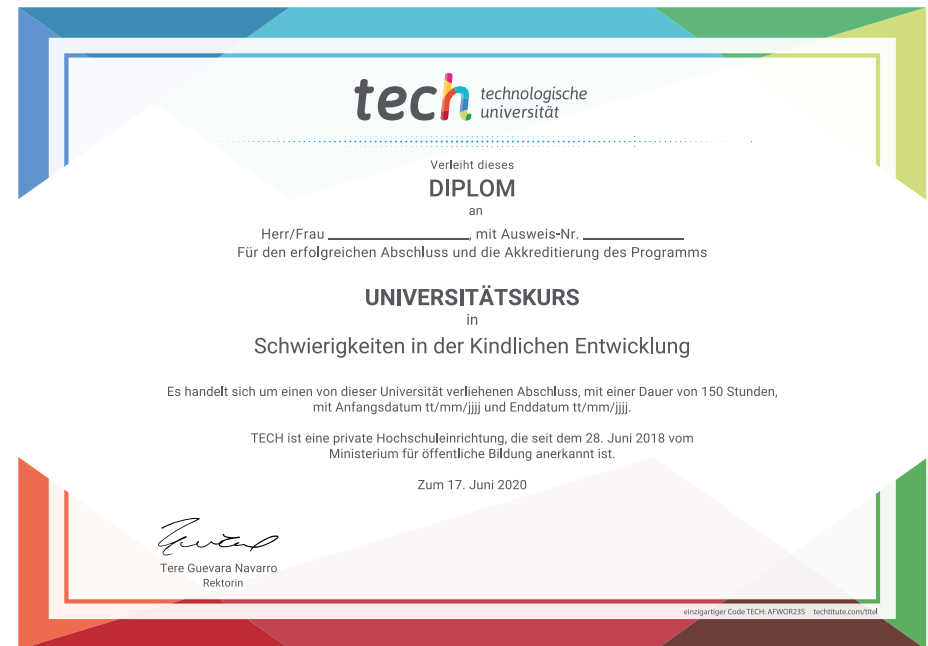 tech technologische
universität
Verleiht dieses
DIPLOM
an
Herr/Frau ________________, mit Ausweis-Nr. ____________
Für den erfolgreichen Abschluss und die Akkreditierung des Programms
UNIVERSITÄTSKURS
in
Schwierigkeiten in der Kindlichen Entwicklung
Es handelt sich um einen von dieser Universität verliehenen Abschluss, mit einer Dauer von 150 Stunden,
mit Anfangsdatum tt/mm/jjjj und Enddatum tt/mm/jjjj.
TECH ist eine private Hochschuleinrichtung, die seit dem 28. Juni 2018 vom
Ministerium für öffentliche Bildung anerkannt ist.
Zum 17. Juni 2020
Tere Guevara Navarro
Rektorin
einzigartiger Code TECH: AFWOR235 techtitute.com/titel